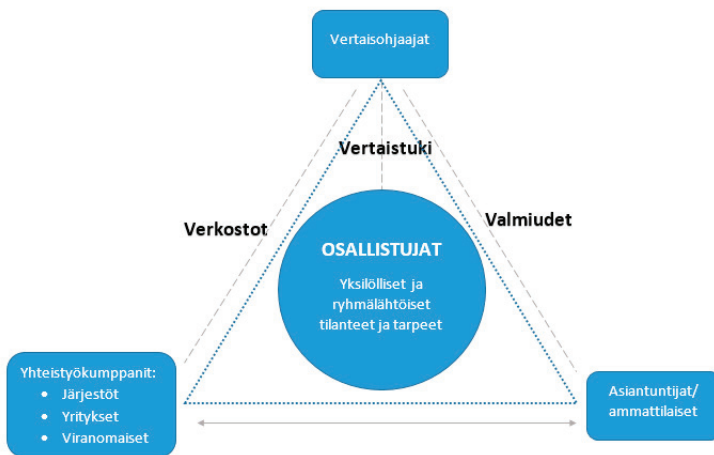 Vertaisohjaajat
Vertaistuki
Verkostot
Valmiudet
OSALLISTUJAT
Yksilölliset ja
ryhmälähtöiset
tilanteet ja tarpeet
Yhteistyökumppanit:
• Järjestöt
• Yritykset
• Viranomaiset
Asiantuntijat/
ammattilaiset